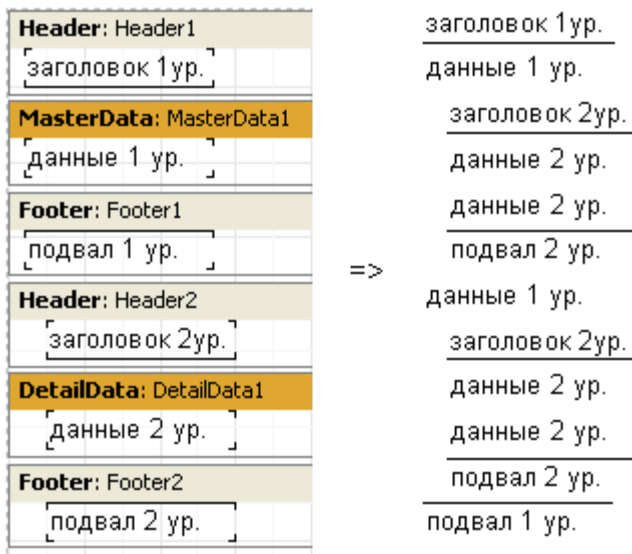 Header: Header1
заголовок 1ур.
MasterData: MasterData1
данные 1 ур.
Footer: Footer1
подвал 1 ур.
Header: Header2
заголовок 2ур.
DetailData: DetailData1
данные 2 ур.
Footer: Footer2
подвал 2 ур.
=>
заголовок 1ур.
данные 1 ур.
заголовок 2ур.
данные 2 ур.
данные 2 ур.
подвал 2 ур.
данные 1 ур.
заголовок 2ур.
данные 2 ур.
данные 2 ур.
подвал 2 ур.
подвал 1 ур.